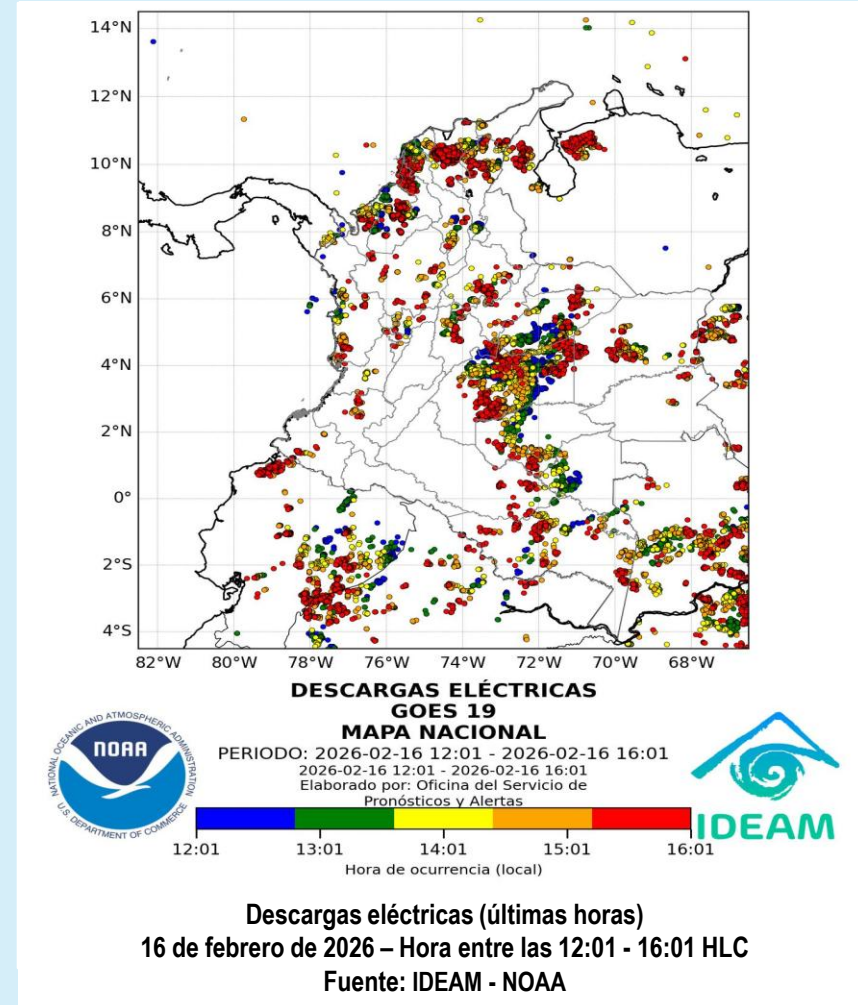 14°N
12°N
10°N
8°N
6°N
4°N
2°N
0°
2°S
4°S
82°W 80°W 78°W 76°W 74°W 72°W 70°W 68°W
DESCARGAS ELÉCTRICAS
GOES 19
MAPA NACIONAL
PERIODO: 2026-02-16 12:01 - 2026-02-16 16:01
2026-02-16 12:01 - 2026-02-16 16:01
Elaborado por: Oficina del Servicio de
Pronósticos y Alertas
NATIONAL OCEANIC AND ATMOSPHERIC ADMINISTRATION
NOAA
U.S. DEPARTMENT OF COMMERCE
IDEAM
12:01 13:01 14:01 15:01 16:01
Hora de ocurrencia (local)
Descargas eléctricas (últimas horas)
16 de febrero de 2026 – Hora entre las 12:01 - 16:01 HLC
Fuente: IDEAM - NOAA